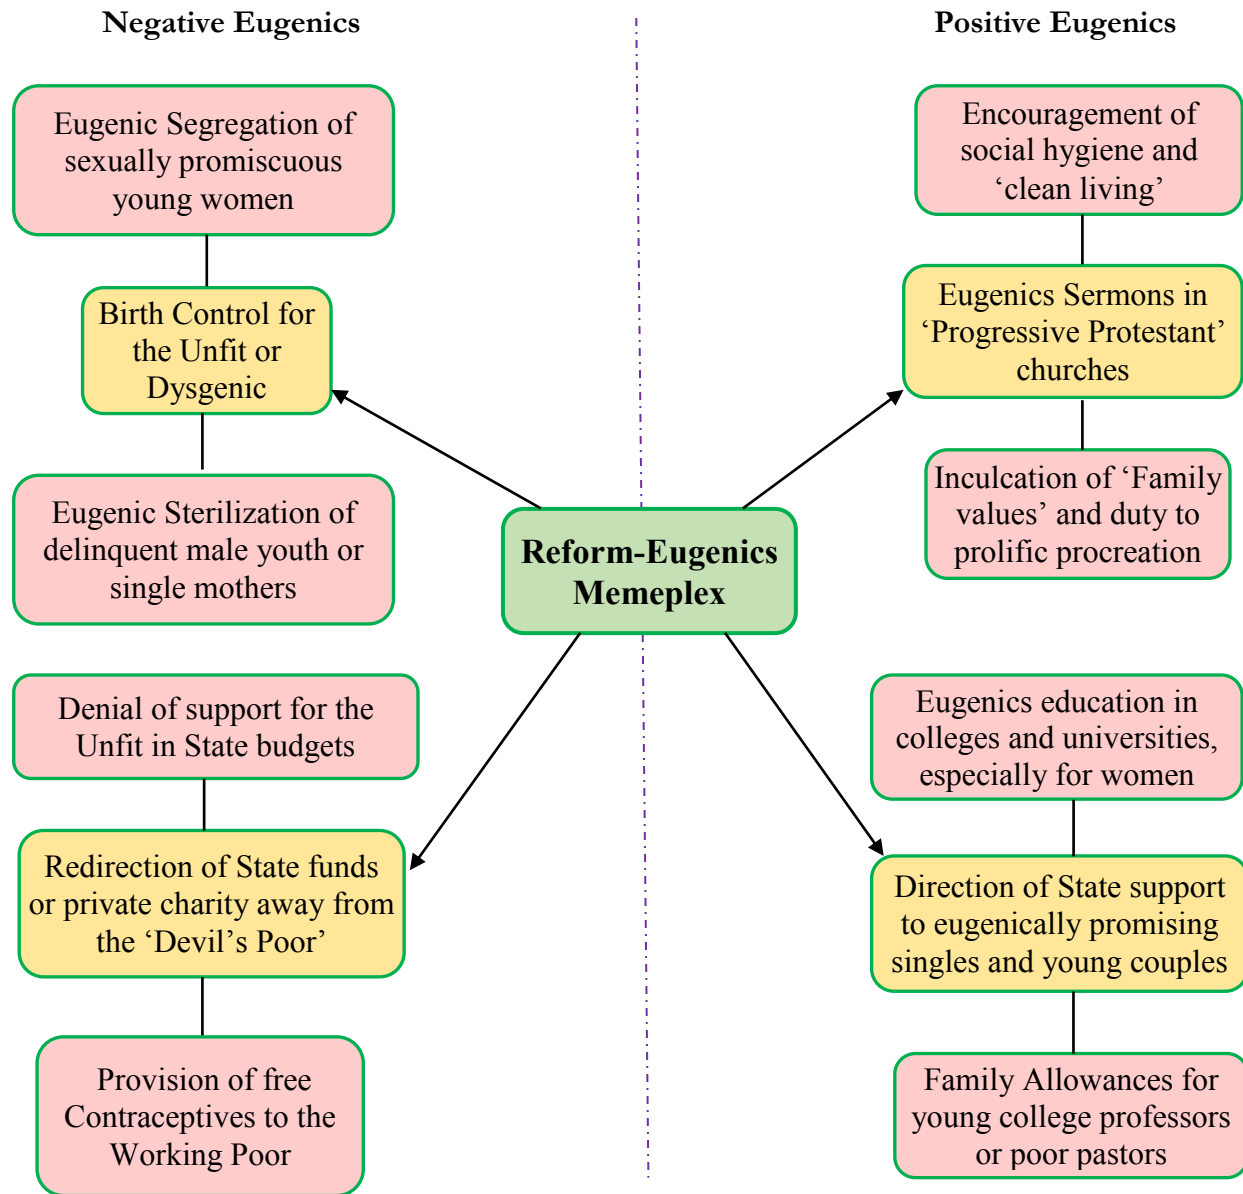 Negative Eugenics
Positive Eugenics
Eugenic Segregation of
sexually promiscuous
young women
Birth Control for
the Unfit or
Dysgenic
Eugenic Sterilization of
delinquent male youth or
single mothers
Encouragement of
social hygiene and
‘clean living’
Eugenics Sermons in
‘Progressive Protestant’
churches
Inculcation of ‘Family
values’ and duty to
prolific procreation
Reform-Eugenics
Memeplex
Denial of support for the
Unfit in State budgets
Redirection of State funds
or private charity away from
the ‘Devil’s Poor’
Provision of free
Contraceptives to the
Working Poor
Eugenics education in
colleges and universities,
especially for women
Direction of State support
to eugenically promising
singles and young couples
Family Allowances for
young college professors
or poor pastors